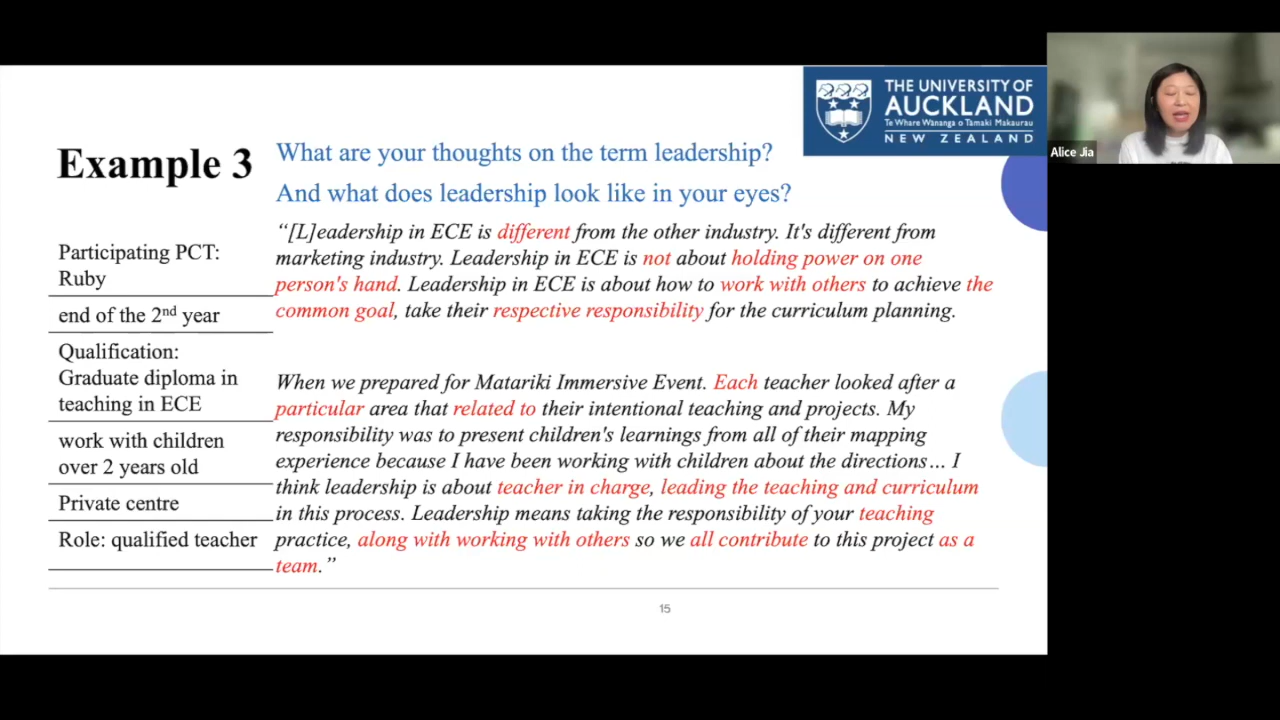 THE UNIVERSITY OF
AUCKLAND
Te Whare Wānanga o Tāmaki Makaurau
NEW ZEALAND
Alice Jia
Example 3
What are your thoughts on the term leadership?
And what does leadership look like in your eyes?
Participating PCT:
Ruby
end of the 2nd year
Qualification:
Graduate diploma in
teaching in ECE
work with children
over 2 years old
Private centre
Role: qualified teacher
“[L]eadership in ECE is different from the other industry. It's different from
marketing industry. Leadership in ECE is not about holding power on one
person's hand. Leadership in ECE is about how to work with others to achieve the
common goal, take their respective responsibility for the curriculum planning.
When we prepared for Matariki Immersive Event. Each teacher looked after a
particular area that related to their intentional teaching and projects. My
responsibility was to present children's learnings from all of their mapping
experience because I have been working with children about the directions… I
think leadership is about teacher in charge, leading the teaching and curriculum
in this process. Leadership means taking the responsibility of your teaching
practice, along with working with others so we all contribute to this project as a
team.”
15